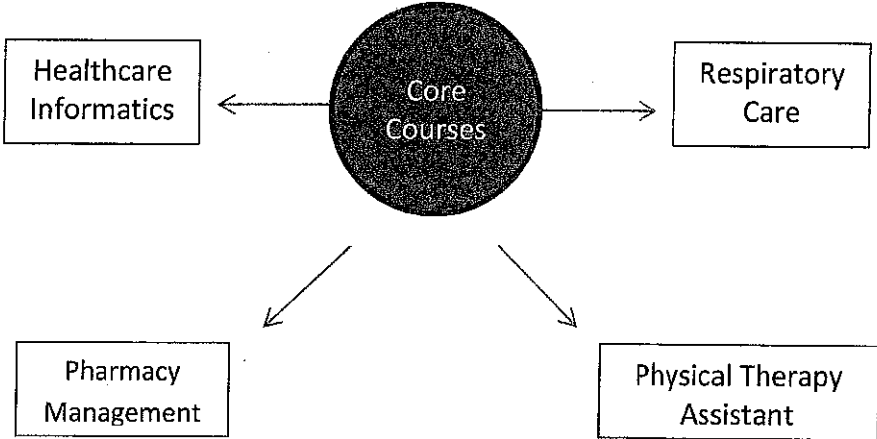 Healthcare
Informatics
Core
Courses
Respiratory
Care
Pharmacy
Management
Physical Therapy
Assistant